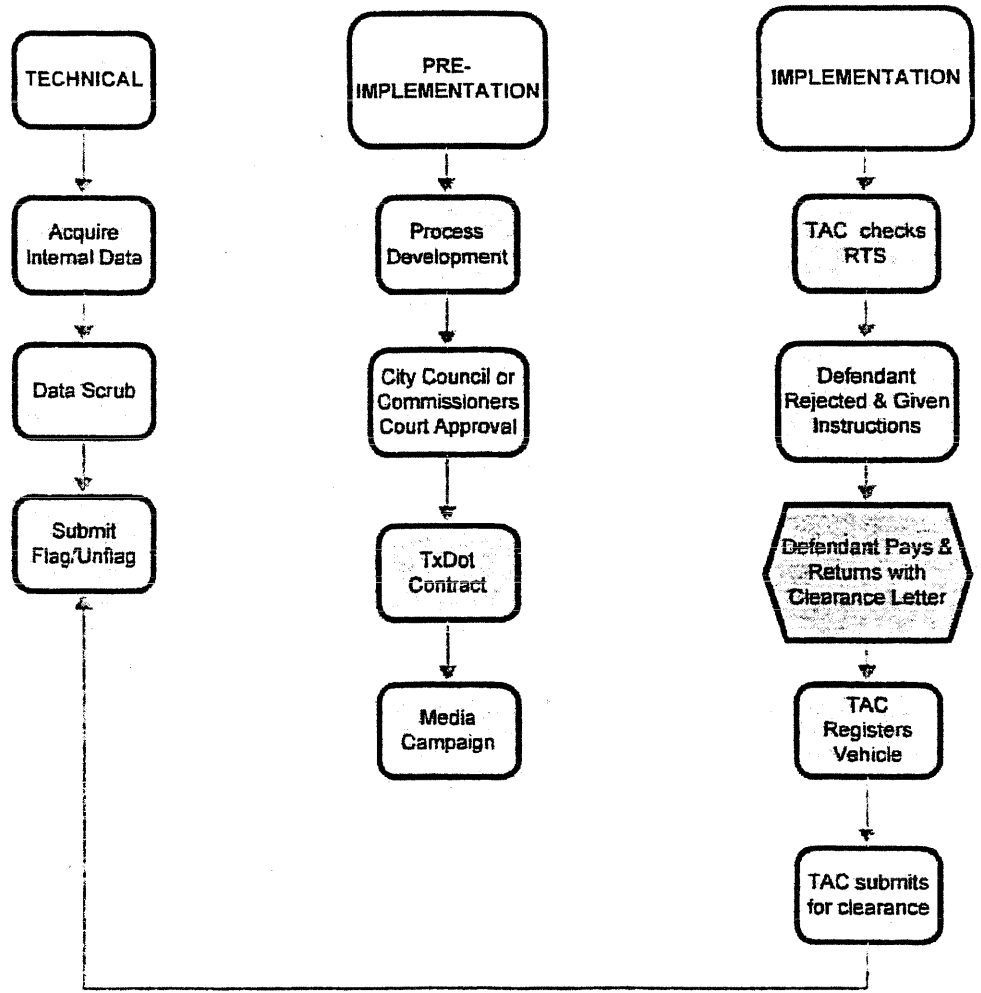 TECHNICAL
Acquire
Internal Data
Data Scrub
Submit
Flag/Unflag
PRE-
IMPLEMENTATION
Process
Development
City Council or
Commissioners
Court Approval
TxDot
Contract
Media
Campaign
IMPLEMENTATION
TAC checks
RTS
Defendant
Rejected & Given
Instructions
Defendant Pays &
Returns with
Clearance Letter
TAC
Registers
Vehicle
TAC submits
for clearance